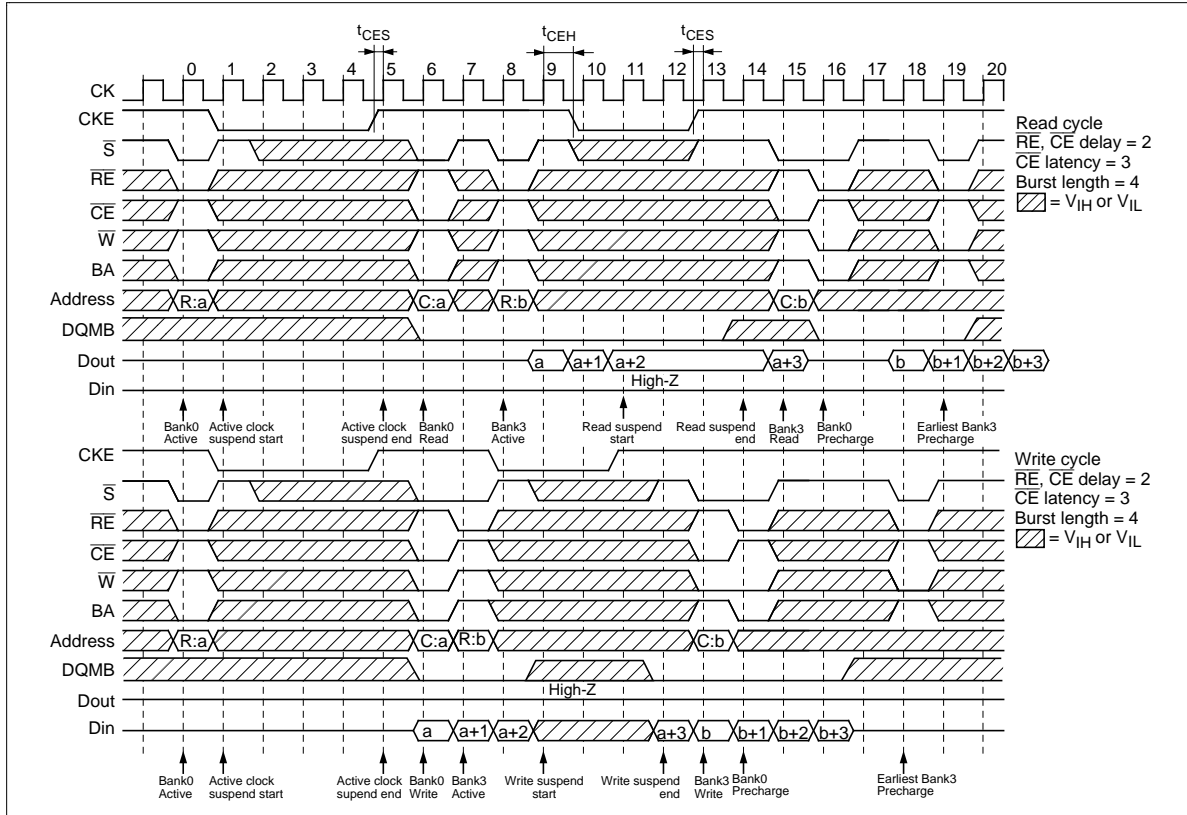 tCES tCEH tCES
0 1 2 3 4 5 6 7 8 9 10 11 12 13 14 15 16 17 18 19 20
CK
CKE
S
RE
CE
W
BA
Address R:a C:a R:b C:b
DQMB
Dout a a+1 a+2 a+3 b b+1 b+2 b+3
High-Z
Din
Read cycle
RE, CE delay = 2
CE latency = 3
Burst length = 4
= VIH or VIL
Bank0 Active
Active clock suspend start
Active clock suspend end
Bank0 Read
Bank3 Active
Read suspend start
Read suspend end
Bank3 Read
Bank0 Precharge
Earliest Bank3 Precharge
CKE
S
RE
CE
W
BA
Address R:a C:a R:b C:b
DQMB
High-Z
Dout
Din a a+1 a+2 a+3 b b+1 b+2 b+3
Write cycle
RE, CE delay = 2
CE latency = 3
Burst length = 4
= VIH or VIL
Bank0 Active
Active clock suspend start
Active clock supend end
Bank0 Write
Bank3 Active
Write suspend start
Write suspend end
Bank3 Write
Bank0 Precharge
Earliest Bank3 Precharge